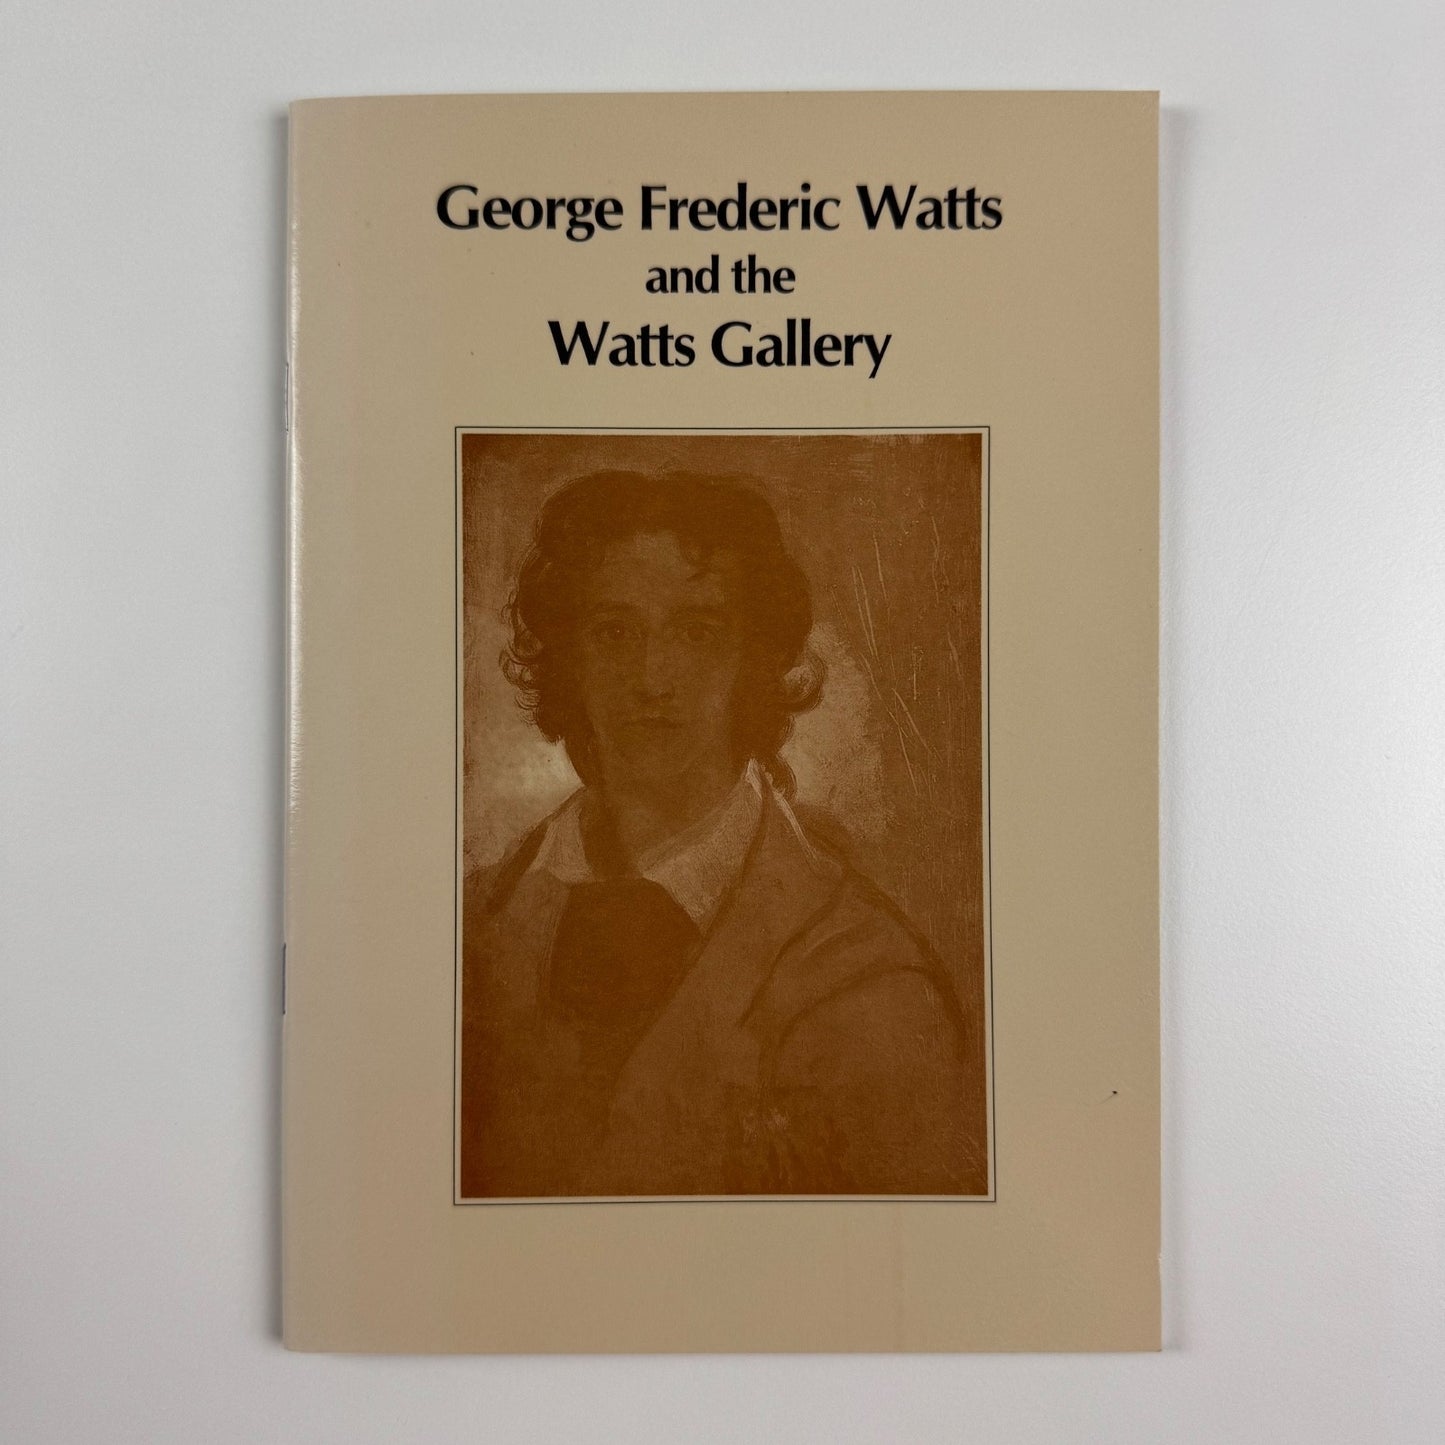 George Frederic Watts
and the
Watts Gallery